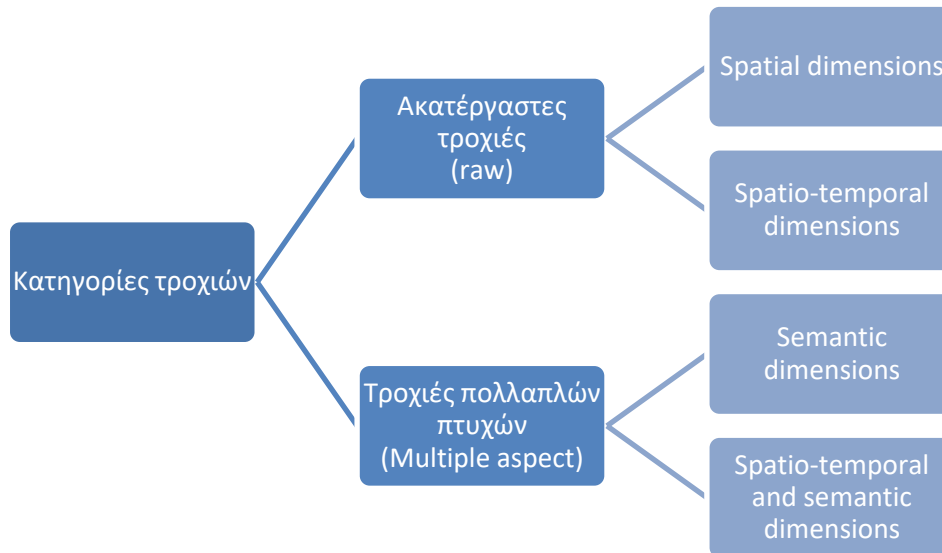 Κατηγορίες τροχιών
Ακατέργαστες
τροχιές
(raw)
Spatial dimensions
Spatio-temporal
dimensions
Τροχιές πολλαπλών
πτυχών
(Multiple aspect)
Semantic
dimensions
Spatio-temporal
and semantic
dimensions